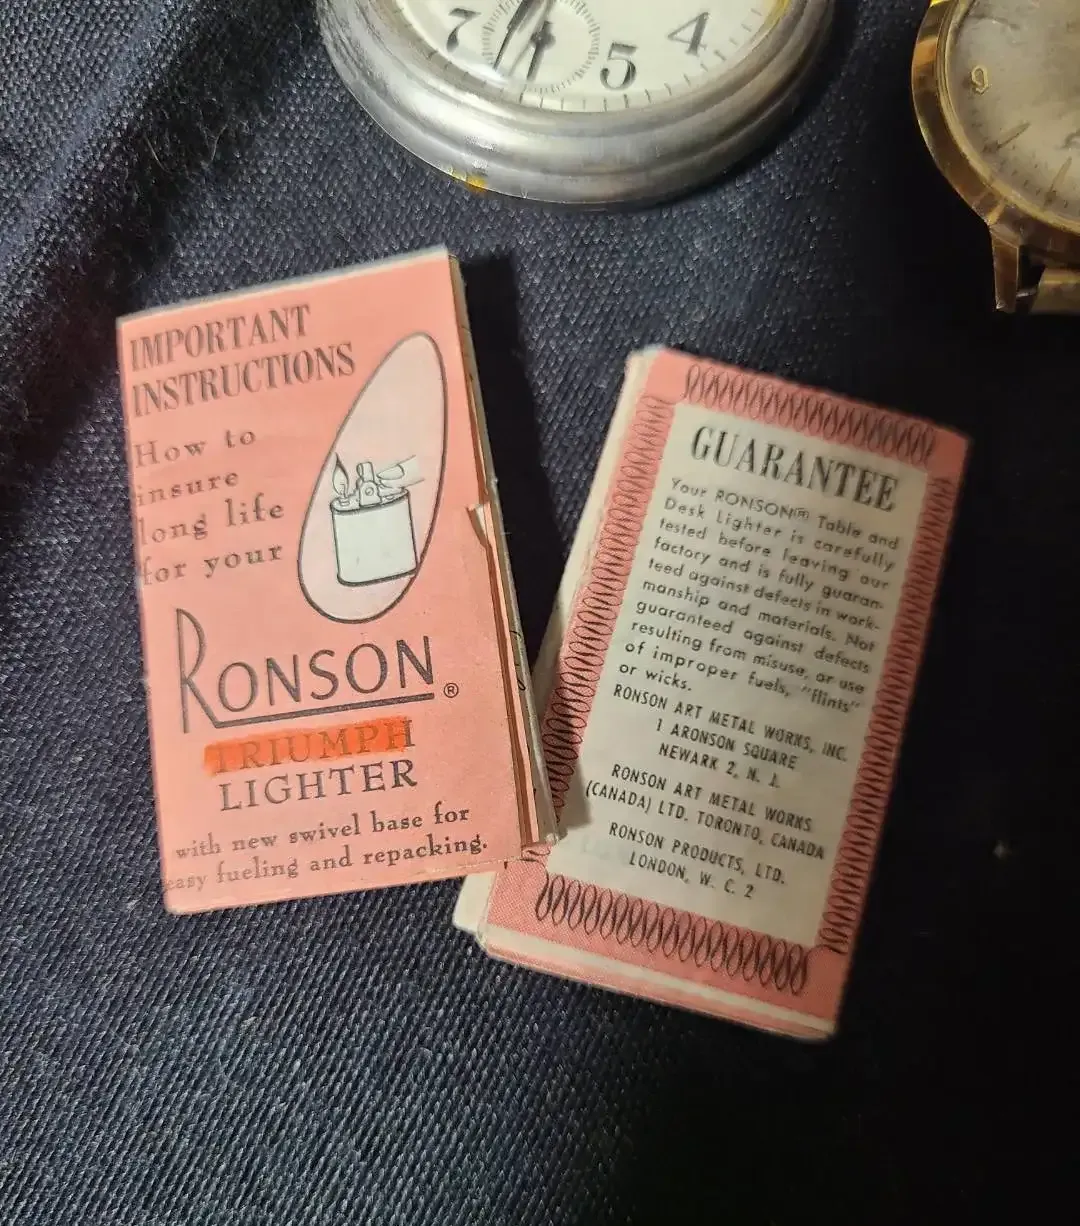 7
5
4
9
IMPORTANT
INSTRUCTIONS
How to
insure
long life
for your
RONSON®
TRIUMPH
LIGHTER
with new swivel base for
easy fueling and repacking.
GUARANTEE
Your RONSON® Table and
Desk Lighter is carefully
tested before leaving our
factory and is fully guaran-
teed against defects in work-
manship and materials. Not
guaranteed against defects
resulting from misuse, or use
of improper fuels, "flints"
or wicks.
RONSON ART METAL WORKS, INC.
1 ARONSON SQUARE
NEWARK 2, N. J.
RONSON ART METAL WORKS
(CANADA) LTD. TORONTO, CANADA
RONSON PRODUCTS, LTD.
LONDON, W. C. 2